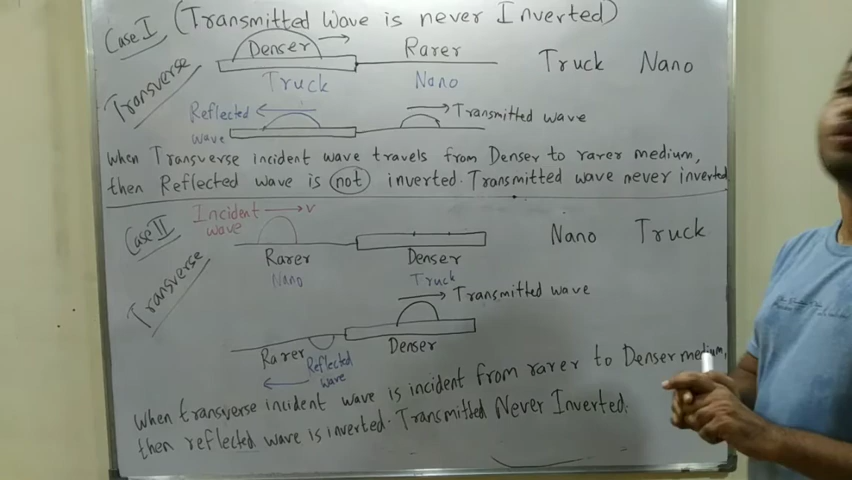 Case I (Transmitted Wave is never Inverted)
Transverse
Denser Rarer
Truck Nano
Truck Nano
Reflected wave
Transmitted wave
When Transverse incident wave travels from Denser to rarer medium,
then Reflected wave is not inverted. Transmitted wave never inverted
Case II
Transverse
Incident wave v
Rarer Denser
Nano Truck
Nano Truck
Transmitted wave
Rarer Denser
Reflected wave
When transverse incident wave is incident from rarer to Denser medium,
then reflected wave is inverted. Transmitted Never Inverted.